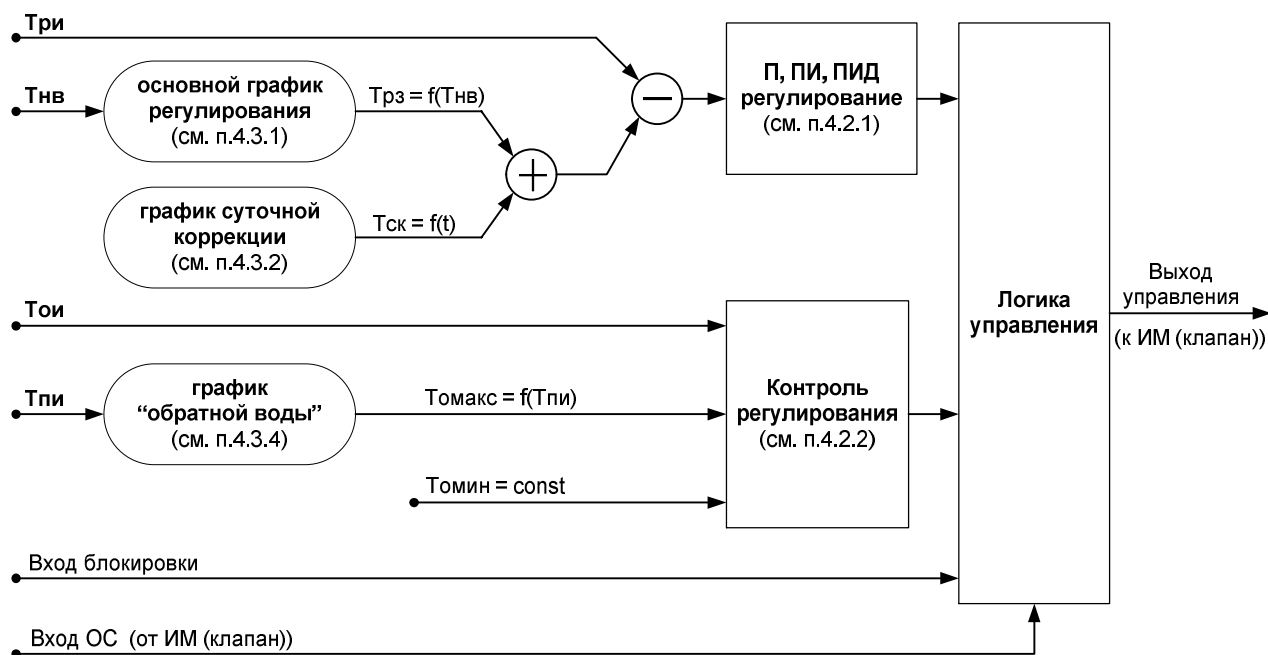 Три
Тнв
основной график
регулирования
(см. п.4.3.1)
Трз = f(Тнв)
П, ПИ, ПИД
регулирование
(см. п.4.2.1)
график суточной
коррекции
(см. п.4.3.2)
Тск = f(t)
Тои
Тпи
график
“обратной воды”
(см. п.4.3.4)
Томакс = f(Тпи)
Томин = const
Контроль
регулирования
(см. п.4.2.2)
Логика
управления
Выход
управления
(к ИМ (клапан))
Вход блокировки
Вход ОС (от ИМ (клапан))